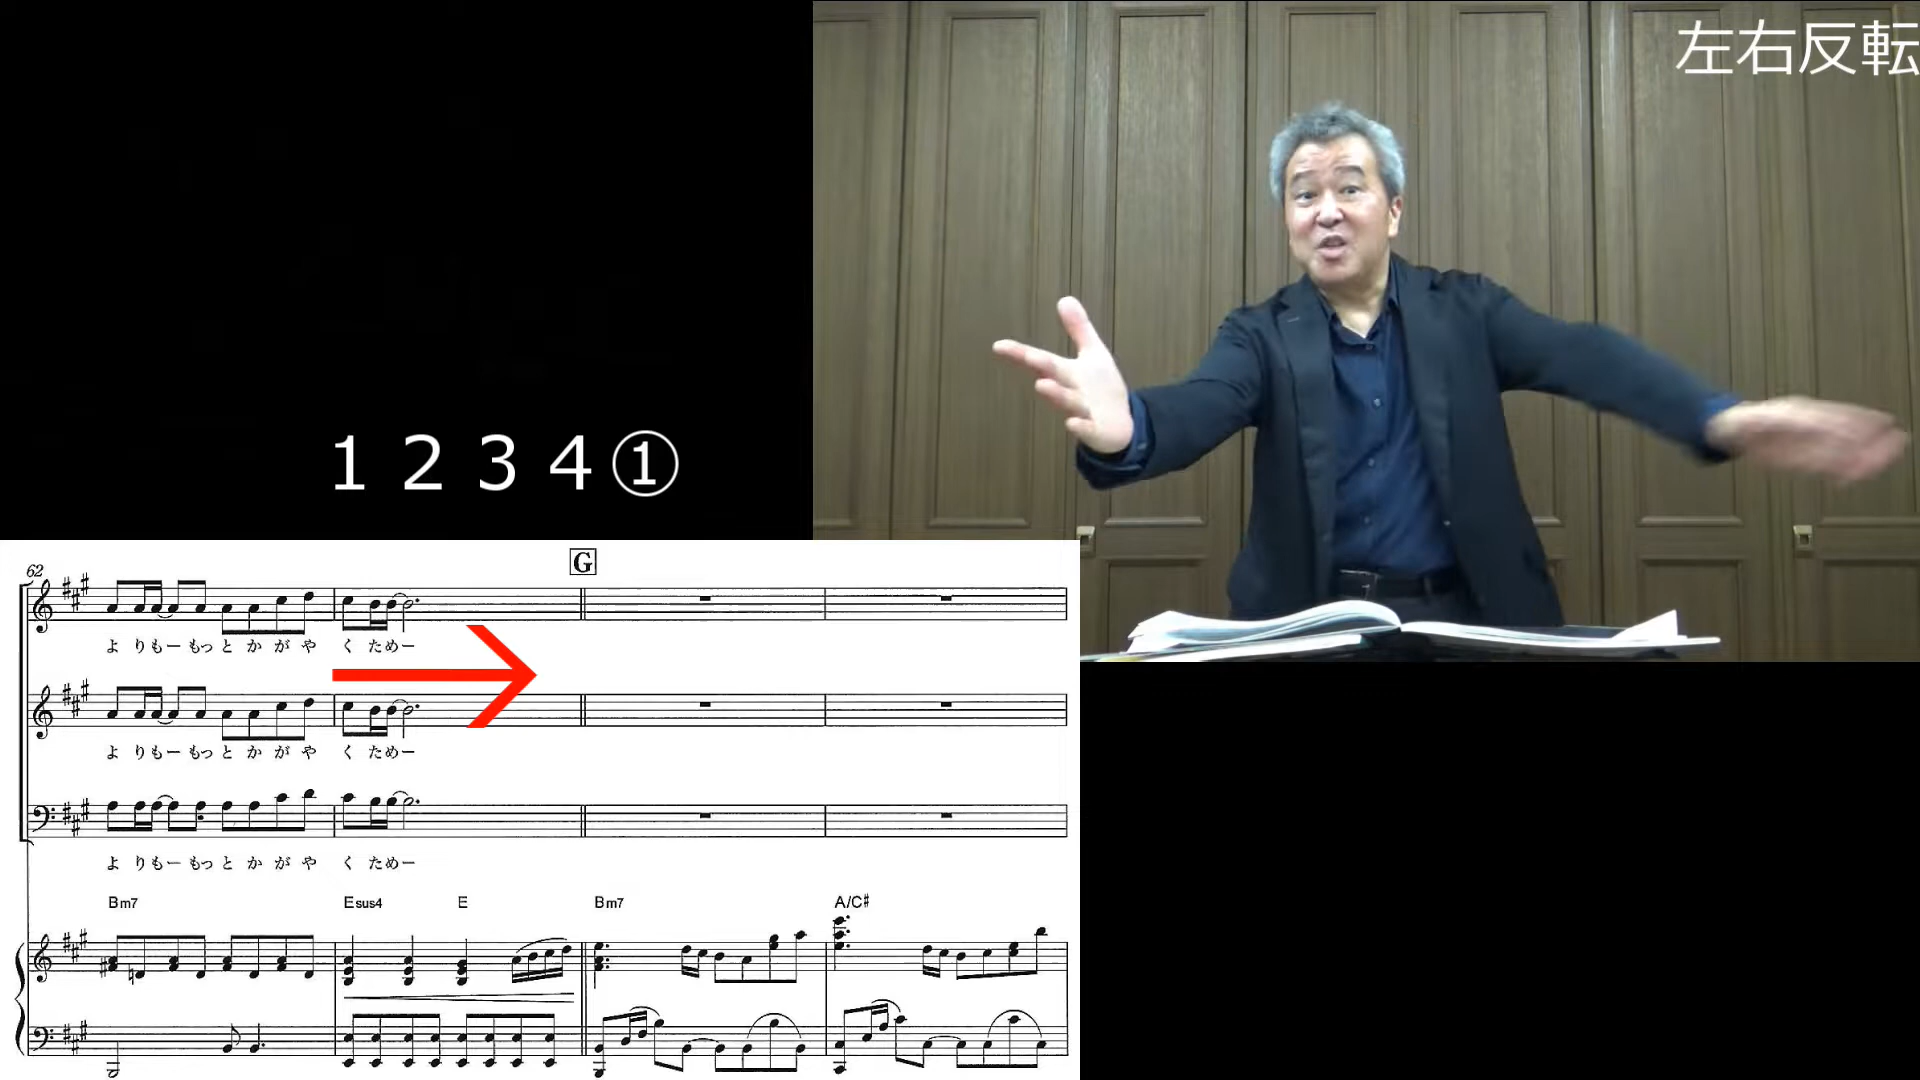 左右反転
1 2 3 4 ①
G
62
よ りもー もっ と か が や く ためー
よ りもー もっ と か が や く ためー
よ りもー もっ と か が や く ためー
Bm7 Esus4 E Bm7 A/C♯